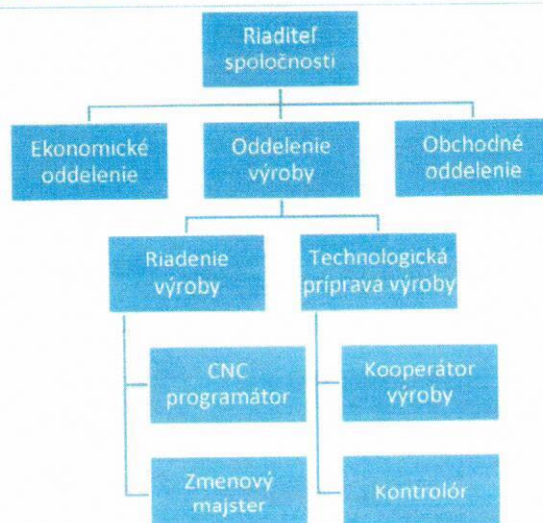 Riaditeľ
spoločnosti
Ekonomické
oddelenie
Oddelenie
výroby
Obchodné
oddelenie
Riadenie
výroby
Technologická
príprava výroby
CNC
programátor
Kooperátor
výroby
Zmenový
majster
Kontrolór